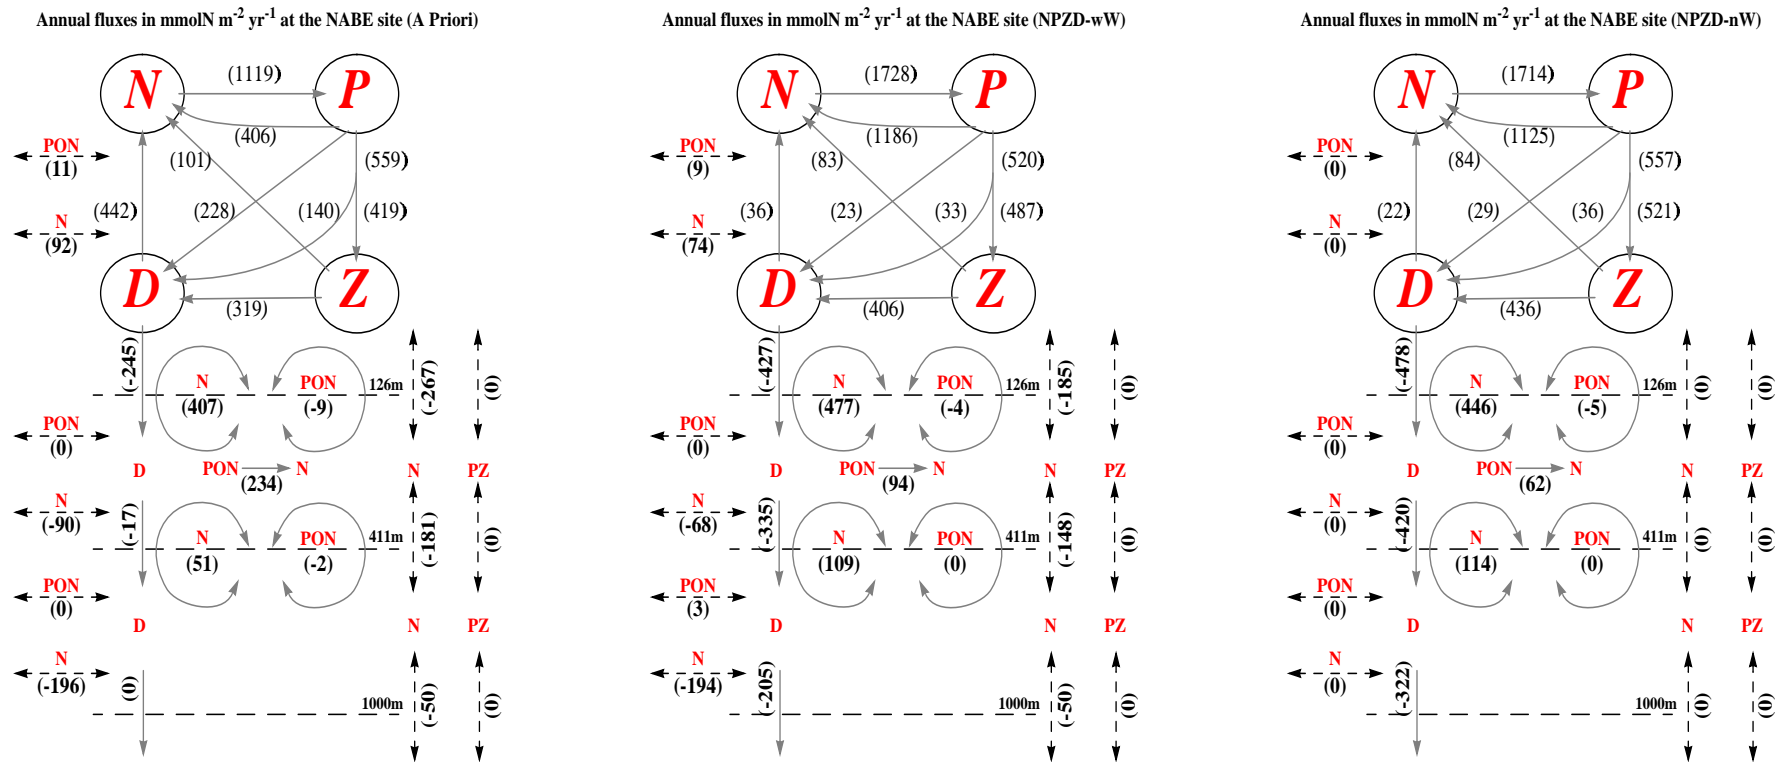 Annual fluxes in mmolN m-2 yr-1 at the NABE site (A Priori)
N
(1119)
P
(406)
PON
(11)
(101)
(559)
N
(92)
(442)
(228)
(140)
(419)
D
Z
(319)
(-245)
N
(407)
PON
(-9)
126m
(-267)
(0)
PON
(0)
D
PON
N
(234)
N
PZ
N
(-90)
(-17)
N
(51)
PON
(-2)
411m
(-181)
(0)
PON
(0)
D
N
PZ
N
(-196)
(0)
1000m
(-50)
(0)
Annual fluxes in mmolN m-2 yr-1 at the NABE site (NPZD-wW)
N
(1728)
P
(1186)
PON
(9)
(83)
(520)
N
(74)
(36)
(23)
(33)
(487)
D
Z
(406)
(-427)
N
(477)
PON
(-4)
126m
(-185)
(0)
PON
(0)
D
PON
N
(94)
N
PZ
N
(-68)
(-335)
N
(109)
PON
(0)
411m
(-148)
(0)
PON
(3)
D
N
PZ
N
(-194)
(-205)
1000m
(-50)
(0)
Annual fluxes in mmolN m-2 yr-1 at the NABE site (NPZD-nW)
N
(1714)
P
(1125)
PON
(0)
(84)
(557)
N
(0)
(22)
(29)
(36)
(521)
D
Z
(436)
(-478)
N
(446)
PON
(-5)
126m
(0)
(0)
PON
(0)
D
PON
N
(62)
N
PZ
N
(0)
(-420)
N
(114)
PON
(0)
411m
(0)
(0)
PON
(0)
D
N
PZ
N
(0)
(-322)
1000m
(0)
(0)